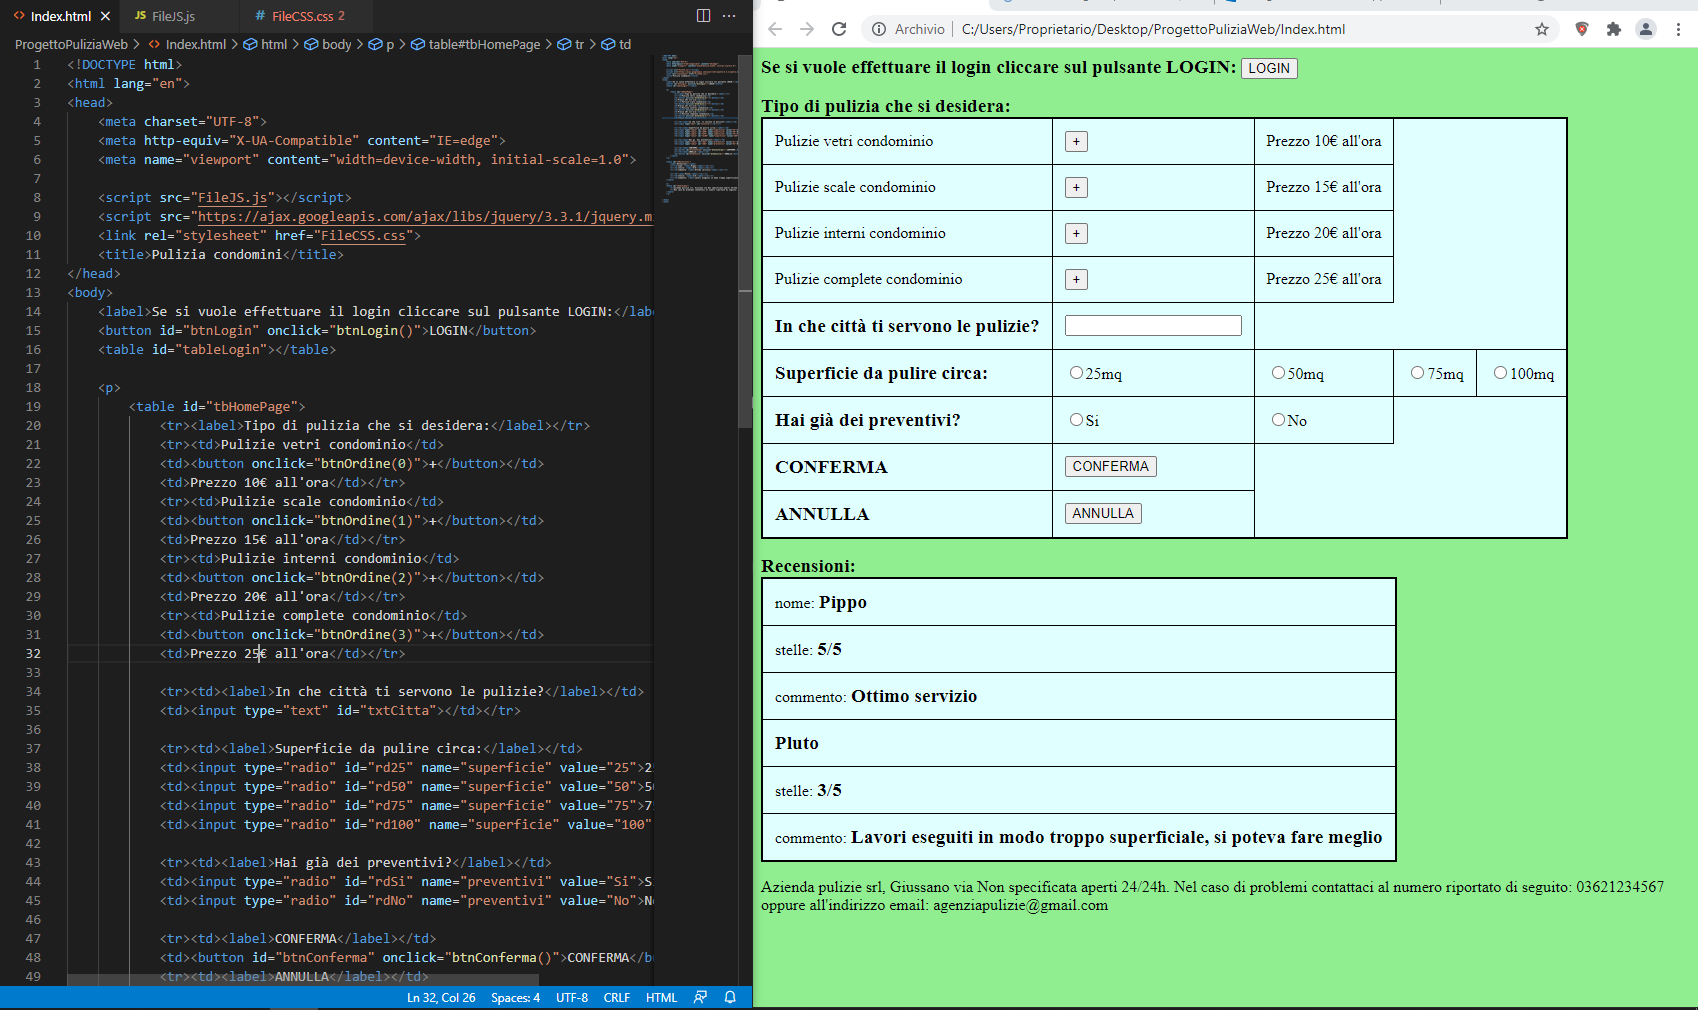 Index.html
FileJS.js
FileCSS.css 2
ProgettoPuliziaWeb > Index.html > html > body > p > table#tbHomePage > tr > td
1 <!DOCTYPE html>
2 <html lang="en">
3 <head>
4 <meta charset="UTF-8">
5 <meta http-equiv="X-UA-Compatible" content="IE=edge">
6 <meta name="viewport" content="width=device-width, initial-scale=1.0">
7
8 <script src="FileJS.js"></script>
9 <script src="https://ajax.googleapis.com/ajax/libs/jquery/3.3.1/jquery.m
10 <link rel="stylesheet" href="FileCSS.css">
11 <title>Pulizia condomini</title>
12 </head>
13 <body>
14 <label>Se si vuole effettuare il login cliccare sul pulsante LOGIN:</lab
15 <button id="btnLogin" onclick="btnLogin()">LOGIN</button>
16 <table id="tableLogin"></table>
17
18 <p>
19 <table id="tbHomePage">
20 <tr><label>Tipo di pulizia che si desidera:</label></tr>
21 <tr><td>Pulizie vetri condominio</td>
22 <td><button onclick="btnOrdine(0)">+</button></td>
23 <td>Prezzo 10€ all'ora</td></tr>
24 <tr><td>Pulizie scale condominio</td>
25 <td><button onclick="btnOrdine(1)">+</button></td>
26 <td>Prezzo 15€ all'ora</td></tr>
27 <tr><td>Pulizie interni condominio</td>
28 <td><button onclick="btnOrdine(2)">+</button></td>
29 <td>Prezzo 20€ all'ora</td></tr>
30 <tr><td>Pulizie complete condominio</td>
31 <td><button onclick="btnOrdine(3)">+</button></td>
32 <td>Prezzo 25€ all'ora</td></tr>
33
34 <tr><td><label>In che città ti servono le pulizie?</label></td>
35 <td><input type="text" id="txtCitta"></td></tr>
36
37 <tr><td><label>Superficie da pulire circa:</label></td>
38 <td><input type="radio" id="rd25" name="superficie" value="25">2
39 <td><input type="radio" id="rd50" name="superficie" value="50">5
40 <td><input type="radio" id="rd75" name="superficie" value="75">7
41 <td><input type="radio" id="rd100" name="superficie" value="100"
42
43 <tr><td><label>Hai già dei preventivi?</label></td>
44 <td><input type="radio" id="rdSi" name="preventivi" value="Si">S
45 <td><input type="radio" id="rdNo" name="preventivi" value="No">N
46
47 <tr><td><label>CONFERMA</label></td>
48 <td><button id="btnConferma" onclick="btnConferma()">CONFERMA</b
49 <tr><td><label>ANNULLA</label></td>
Ln 32, Col 26 Spaces: 4 UTF-8 CRLF HTML
Archivio | C:/Users/Proprietario/Desktop/ProgettoPuliziaWeb/Index.html
Se si vuole effettuare il login cliccare sul pulsante LOGIN: LOGIN
Tipo di pulizia che si desidera:
Pulizie vetri condominio + Prezzo 10€ all'ora
Pulizie scale condominio + Prezzo 15€ all'ora
Pulizie interni condominio + Prezzo 20€ all'ora
Pulizie complete condominio + Prezzo 25€ all'ora
In che città ti servono le pulizie?
Superficie da pulire circa: 25mq 50mq 75mq 100mq
Hai già dei preventivi? Si No
CONFERMA CONFERMA
ANNULLA ANNULLA
Recensioni:
nome: Pippo
stelle: 5/5
commento: Ottimo servizio
Pluto
stelle: 3/5
commento: Lavori eseguiti in modo troppo superficiale, si poteva fare meglio
Azienda pulizie srl, Giussano via Non specificata aperti 24/24h. Nel caso di problemi contattaci al numero riportato di seguito: 03621234567
oppure all'indirizzo email: agenziapulizie@gmail.com